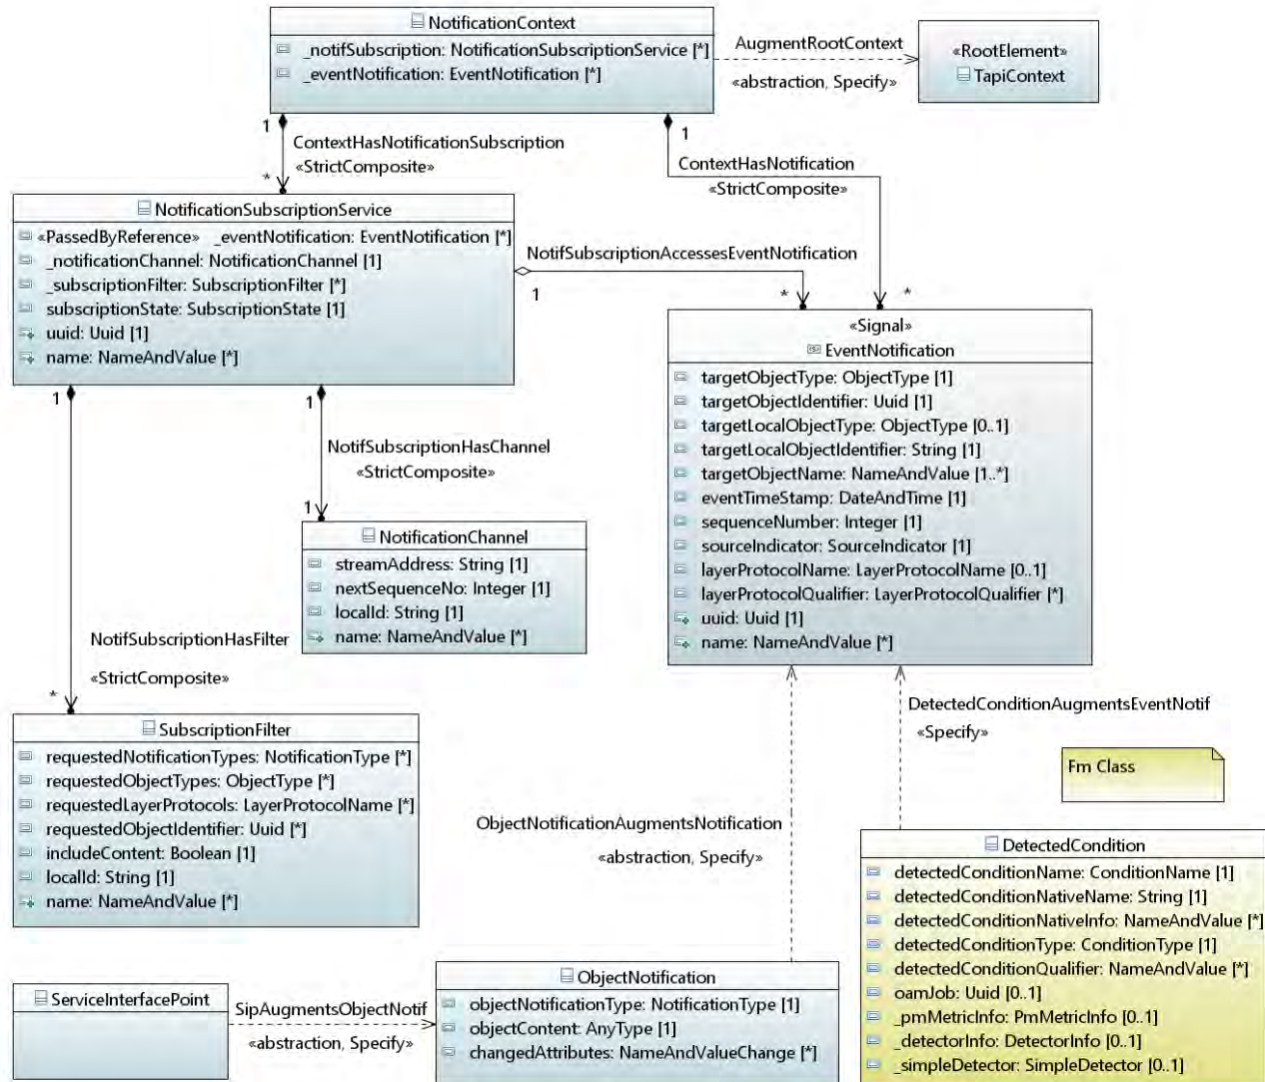 NotificationContext
_notifSubscription: NotificationSubscriptionService [*]
_eventNotification: EventNotification [*]
AugmentRootContext
«abstraction, Specify»
«RootElement»
TapiContext
1
ContextHasNotificationSubscription
«StrictComposite»
*
1
ContextHasNotification
«StrictComposite»
*
NotificationSubscriptionService
«PassedByReference» _eventNotification: EventNotification [*]
_notificationChannel: NotificationChannel [1]
_subscriptionFilter: SubscriptionFilter [*]
subscriptionState: SubscriptionState [1]
uuid: Uuid [1]
name: NameAndValue [*]
NotifSubscriptionAccessesEventNotification
1
*
«Signal»
EventNotification
targetObjectType: ObjectType [1]
targetObjectIdentifier: Uuid [1]
targetLocalObjectType: ObjectType [0..1]
targetLocalObjectIdentifier: String [1]
targetObjectName: NameAndValue [1..*]
eventTimeStamp: DateAndTime [1]
sequenceNumber: Integer [1]
sourceIndicator: SourceIndicator [1]
layerProtocolName: LayerProtocolName [0..1]
layerProtocolQualifier: LayerProtocolQualifier [*]
uuid: Uuid [1]
name: NameAndValue [*]
1
1
NotifSubscriptionHasChannel
«StrictComposite»
1
NotificationChannel
streamAddress: String [1]
nextSequenceNo: Integer [1]
localId: String [1]
name: NameAndValue [*]
NotifSubscriptionHasFilter
«StrictComposite»
*
SubscriptionFilter
requestedNotificationTypes: NotificationType [*]
requestedObjectTypes: ObjectType [*]
requestedLayerProtocols: LayerProtocolName [*]
requestedObjectIdentifier: Uuid [*]
includeContent: Boolean [1]
localId: String [1]
name: NameAndValue [*]
DetectedConditionAugmentsEventNotif
«Specify»
Fm Class
ObjectNotificationAugmentsNotification
«abstraction, Specify»
DetectedCondition
detectedConditionName: ConditionName [1]
detectedConditionNativeName: String [1]
detectedConditionNativeInfo: NameAndValue [*]
detectedConditionType: ConditionType [1]
detectedConditionQualifier: NameAndValue [*]
oamJob: Uuid [0..1]
_pmMetricInfo: PmMetricInfo [0..1]
_detectorInfo: DetectorInfo [0..1]
_simpleDetector: SimpleDetector [0..1]
ServiceInterfacePoint
SipAugmentsObjectNotif
«abstraction, Specify»
ObjectNotification
objectNotificationType: NotificationType [1]
objectContent: AnyType [1]
changedAttributes: NameAndValueChange [*]